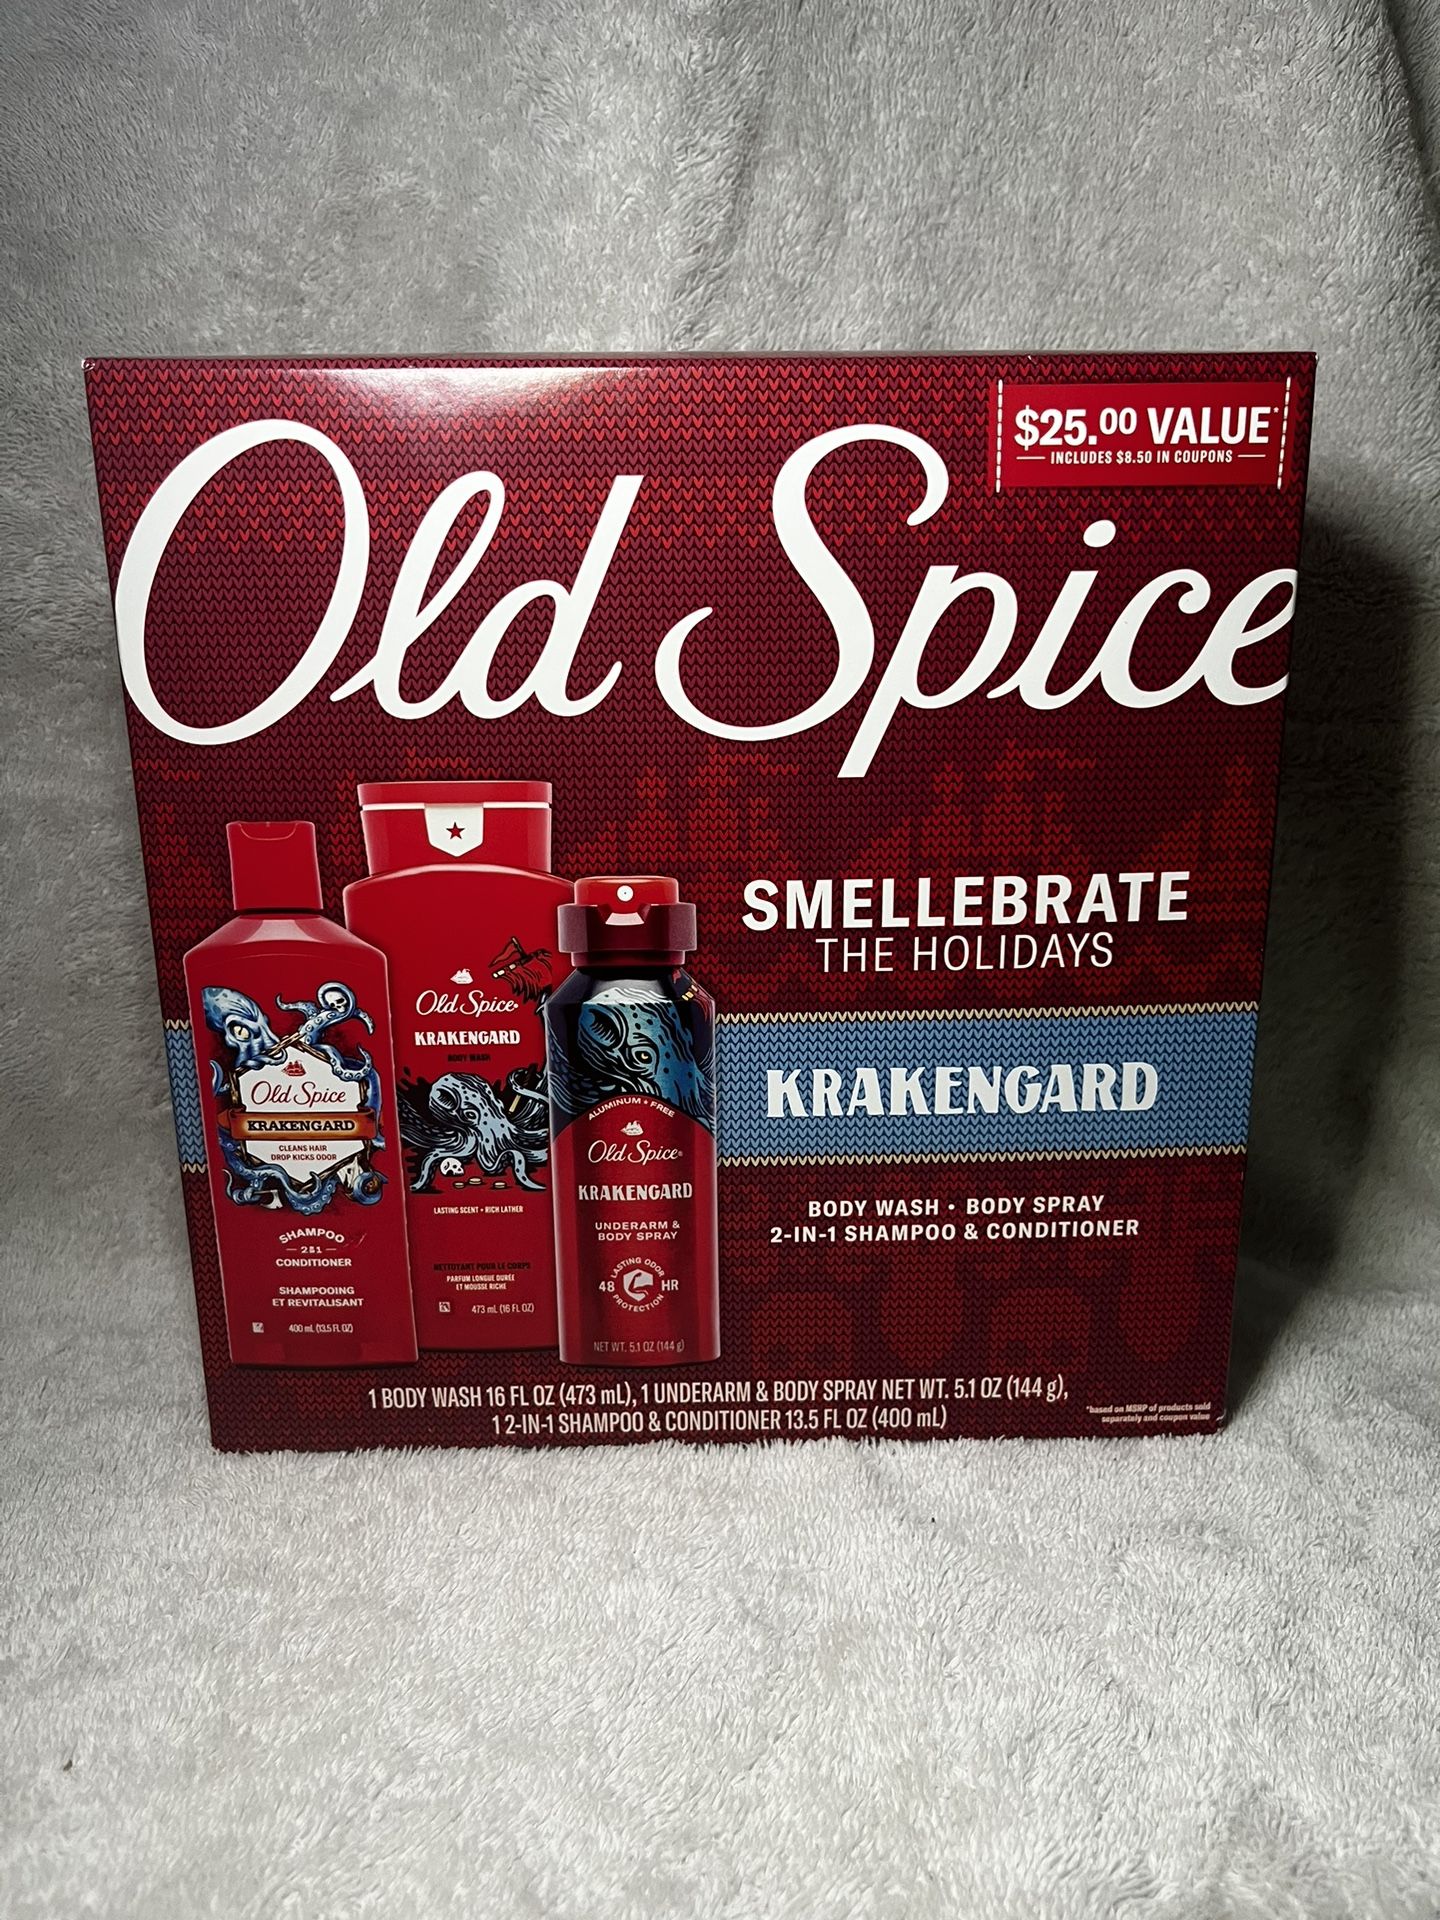 $25.00 VALUE*
INCLUDES $8.50 IN COUPONS
Old Spice
SMELLEBRATE
THE HOLIDAYS
KRAKENGARD
BODY WASH • BODY SPRAY
2-IN-1 SHAMPOO & CONDITIONER
Old Spice
KRAKENGARD
CLEANS HAIR
DROP KICKS ODOR
SHAMPOO
2 IN 1
CONDITIONER
SHAMPOOING
ET REVITALISANT
400 mL (13.5 FL OZ)
Old Spice
KRAKENGARD
BODY WASH
LASTING SCENT • RICH LATHER
NETTOYANT POUR LE CORPS
PARFUM LONGUE DURÉE
ET MOUSSE RICHE
473 mL (16 FL OZ)
ALUMINUM • FREE
Old Spice
KRAKENGARD
UNDERARM &
BODY SPRAY
48 HR
LASTING ODOR
PROTECTION
NET WT. 5.1 OZ (144 g)
1 BODY WASH 16 FL OZ (473 mL), 1 UNDERARM & BODY SPRAY NET WT. 5.1 OZ (144 g),
1 2-IN-1 SHAMPOO & CONDITIONER 13.5 FL OZ (400 mL)
*based on MSRP of products sold
separately and coupon value